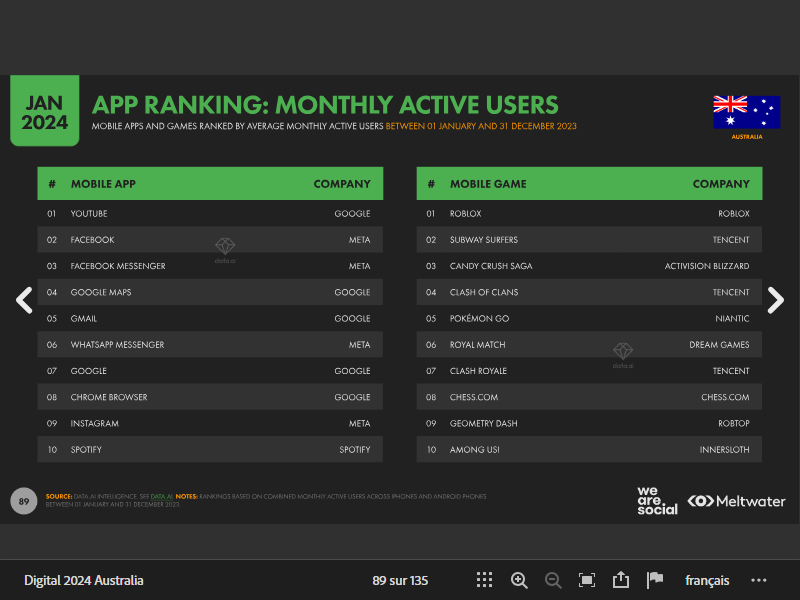 JAN
2024
APP RANKING: MONTHLY ACTIVE USERS
MOBILE APPS AND GAMES RANKED BY AVERAGE MONTHLY ACTIVE USERS BETWEEN 01 JANUARY AND 31 DECEMBER 2023
AUSTRALIA
# MOBILE APP COMPANY
01 YOUTUBE GOOGLE
02 FACEBOOK META
03 FACEBOOK MESSENGER META
04 GOOGLE MAPS GOOGLE
05 GMAIL GOOGLE
06 WHATSAPP MESSENGER META
07 GOOGLE GOOGLE
08 CHROME BROWSER GOOGLE
09 INSTAGRAM META
10 SPOTIFY SPOTIFY
data.ai
# MOBILE GAME COMPANY
01 ROBLOX ROBLOX
02 SUBWAY SURFERS TENCENT
03 CANDY CRUSH SAGA ACTIVISION BLIZZARD
04 CLASH OF CLANS TENCENT
05 POKÉMON GO NIANTIC
06 ROYAL MATCH DREAM GAMES
07 CLASH ROYALE TENCENT
08 CHESS.COM CHESS.COM
09 GEOMETRY DASH ROBTOP
10 AMONG US! INNERSLOTH
data.ai
89
SOURCE: DATA.AI INTELLIGENCE. SEE DATA.AI. NOTES: RANKINGS BASED ON COMBINED MONTHLY ACTIVE USERS ACROSS IPHONES AND ANDROID PHONES
BETWEEN 01 JANUARY AND 31 DECEMBER 2023.
we
are.
social
Meltwater
Digital 2024 Australia
89 sur 135
français